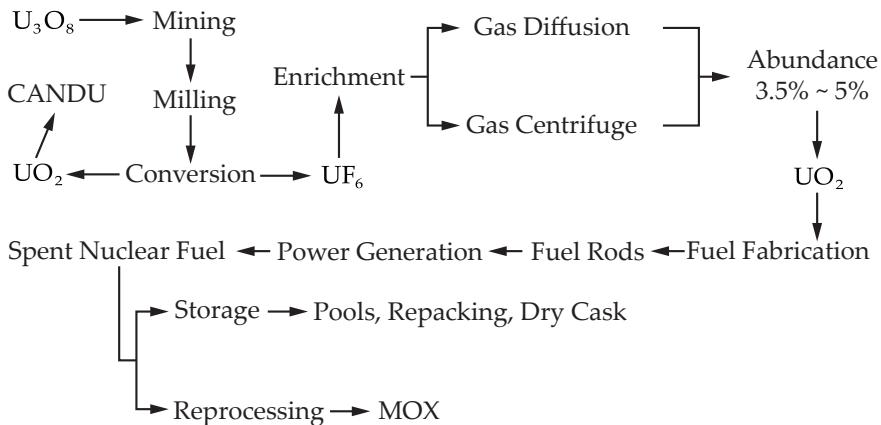 U₃O₈ Mining
Gas Diffusion
Abundance
3.5% ~ 5%
CANDU Milling Enrichment
Gas Centrifuge
UO₂ Conversion UF₆ UO₂
Spent Nuclear Fuel Power Generation Fuel Rods Fuel Fabrication
Storage Pools, Repacking, Dry Cask
Reprocessing MOX